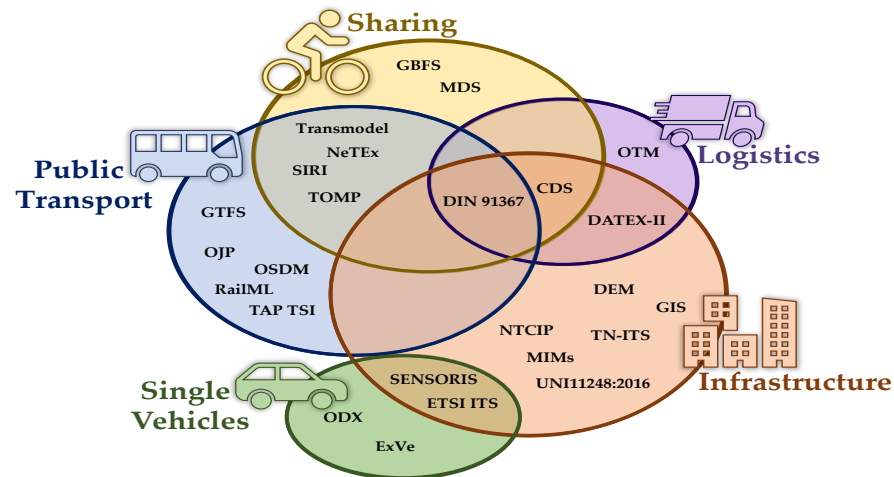 Sharing
GBFS
MDS
Transmodel
NeTEx
SIRI
TOMP
Public
Transport
GTFS
OJP
OSDM
RailML
TAP TSI
Logistics
OTM
CDS
DIN 91367
DATEX-II
DEM
GIS
NTCIP
TN-ITS
MIMs
UNI11248:2016
Infrastructure
Single
Vehicles
SENSORIS
ETSI ITS
ODX
ExVe